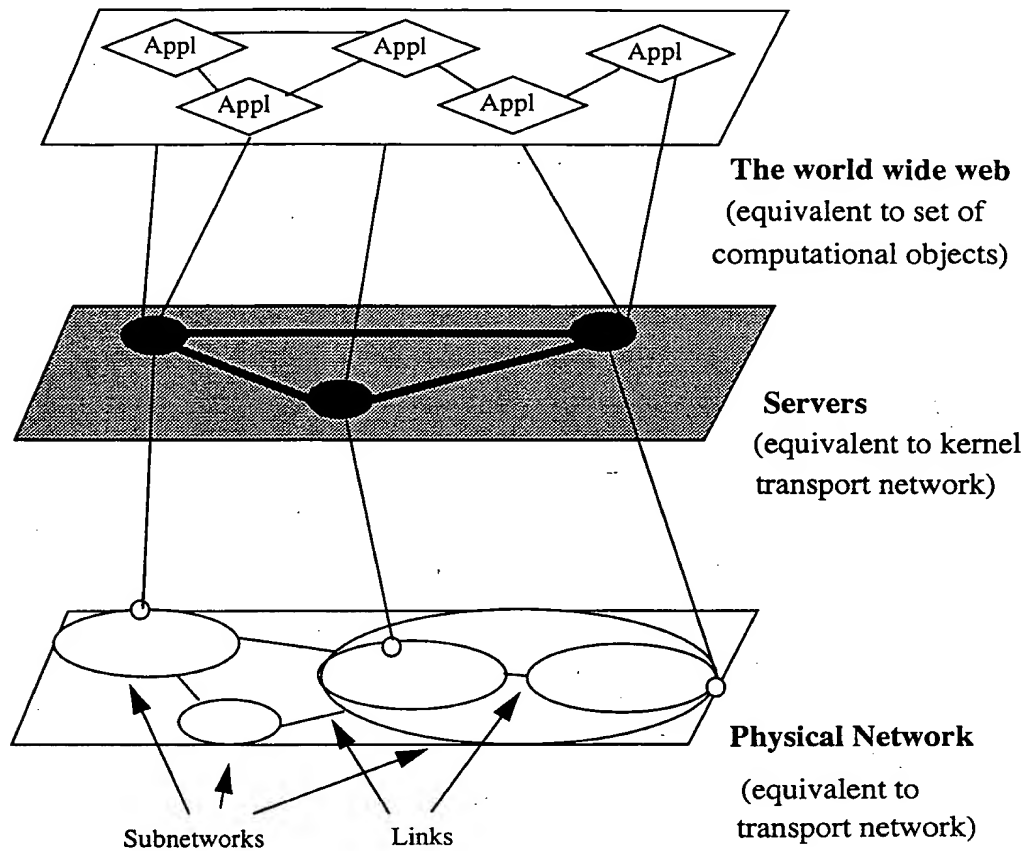 Appl
Appl
Appl
Appl
Appl
The world wide web
(equivalent to set of
computational objects)
Servers
(equivalent to kernel
transport network)
Physical Network
(equivalent to
transport network)
Subnetworks
Links